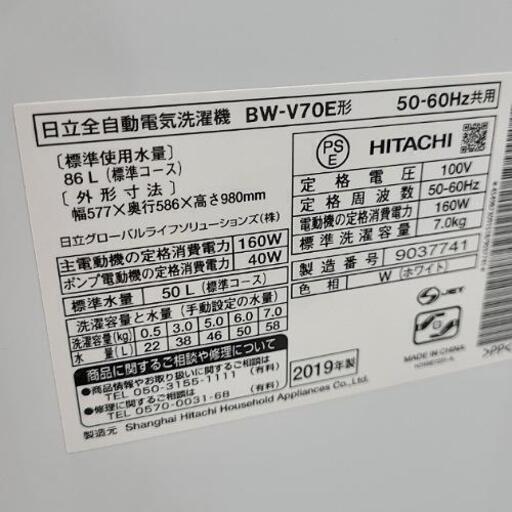 日立全自動電気洗濯機 BW-V70E形 50-60Hz共用
〔標準使用水量〕
86 L (標準コース)
〔外形寸法〕
幅577×奥行586×高さ980mm
日立グローバルライフソリューションズ(株)
PS
E
HITACHI
定格電圧 100V
定格周波数 50-60Hz
電動機の定格消費電力 160W
標準洗濯容量 7.0kg
主電動機の定格消費電力 160W
ポンプ電動機の定格消費電力 40W
標準水量 50 L (標準コース)
製造番号 9037741
色相 W (ホワイト)
洗濯容量と水量 (手動設定の水量)
洗濯容量(kg) 0.5 3.0 5.0 6.0 7.0
水量(L) 22 38 46 50 58
S-JET
商品に関するご相談や修理について
●商品情報やお取り扱いに関するご相談は
TEL 050-3155-1111 (有料)
●修理に関するご相談は
TEL 0570-0031-68 (有料)
2019年製
MADE IN CHINA
>PP<
製造元 Shanghai Hitachi Household Appliances Co.,Ltd.